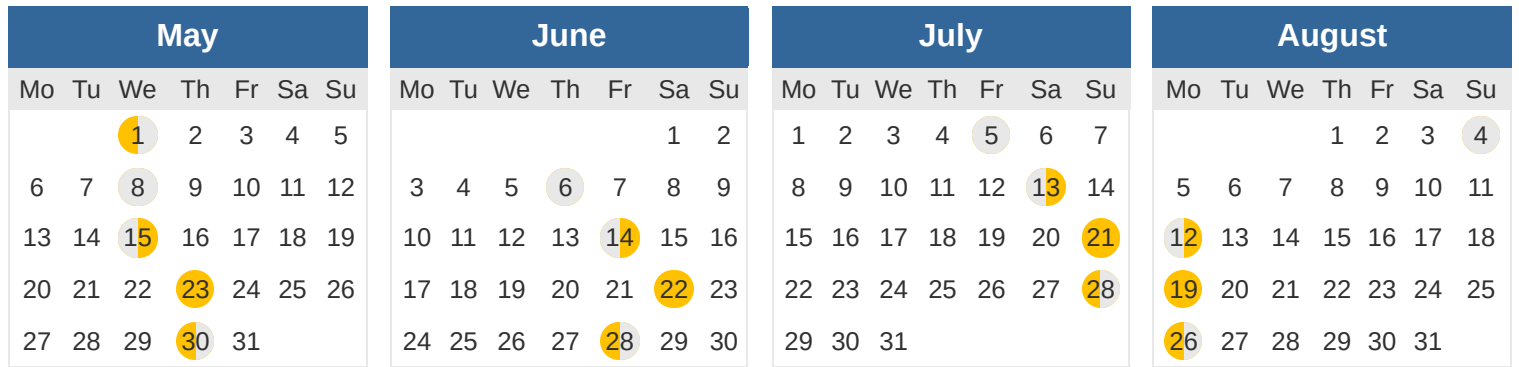 May
Mo Tu We Th Fr Sa Su
1 2 3 4 5
6 7 8 9 10 11 12
13 14 15 16 17 18 19
20 21 22 23 24 25 26
27 28 29 30 31
June
Mo Tu We Th Fr Sa Su
1 2
3 4 5 6 7 8 9
10 11 12 13 14 15 16
17 18 19 20 21 22 23
24 25 26 27 28 29 30
July
Mo Tu We Th Fr Sa Su
1 2 3 4 5 6 7
8 9 10 11 12 13 14
15 16 17 18 19 20 21
22 23 24 25 26 27 28
29 30 31
August
Mo Tu We Th Fr Sa Su
1 2 3 4
5 6 7 8 9 10 11
12 13 14 15 16 17 18
19 20 21 22 23 24 25
26 27 28 29 30 31